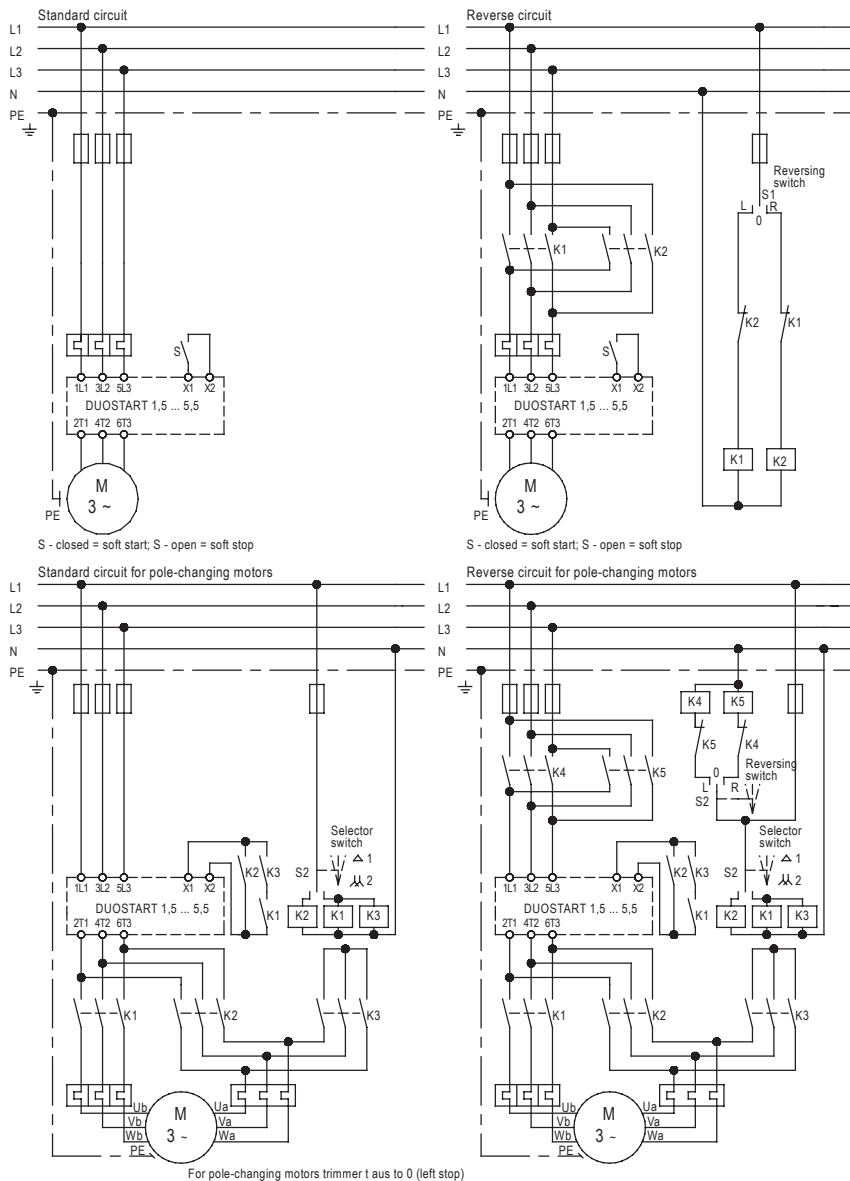 Standard circuit
L1
L2
L3
N
PE
S
1L1 3L2 5L3 X1 X2
DUOSTART 1,5 ... 5,5
2T1 4T2 6T3
M
3 ~
PE
S - closed = soft start; S - open = soft stop
Reverse circuit
L1
L2
L3
N
PE
Reversing
switch
S1
L R
0
K1 K2
K2 K1
S
1L1 3L2 5L3 X1 X2
DUOSTART 1,5 ... 5,5
2T1 4T2 6T3
K1 K2
M
3 ~
PE
S - closed = soft start; S - open = soft stop
Standard circuit for pole-changing motors
L1
L2
L3
N
PE
Selector
switch
1
2
S2
K2 K3
K1
1L1 3L2 5L3 X1 X2
DUOSTART 1,5 ... 5,5
2T1 4T2 6T3
K2 K1 K3
K1 K2 K3
Ub Ua
Vb Va
Wb Wa
M
3 ~
PE
Reverse circuit for pole-changing motors
L1
L2
L3
N
PE
K4 K5
K5 K4
0
L R
S2
Reversing
switch
K4 K5
Selector
switch
1
2
S2
K2 K3
K1
1L1 3L2 5L3 X1 X2
DUOSTART 1,5 ... 5,5
2T1 4T2 6T3
K2 K1 K3
K1 K2 K3
Ub Ua
Vb Va
Wb Wa
M
3 ~
PE
For pole-changing motors trimmer t aus to 0 (left stop)